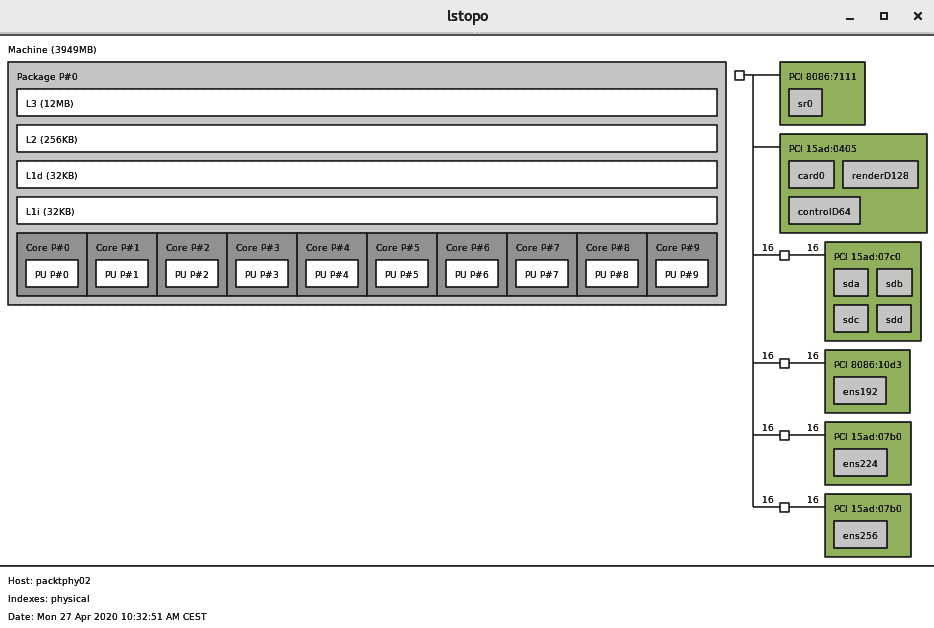 lstopo
Machine (3949MB)
Package P#0
L3 (12MB)
L2 (256KB)
L1d (32KB)
L1i (32KB)
Core P#0 Core P#1 Core P#2 Core P#3 Core P#4 Core P#5 Core P#6 Core P#7 Core P#8 Core P#9
PU P#0 PU P#1 PU P#2 PU P#3 PU P#4 PU P#5 PU P#6 PU P#7 PU P#8 PU P#9
PCI 8086:7111
sr0
PCI 15ad:0405
card0 renderD128
controlD64
16 16 PCI 15ad:07c0
sda sdb
sdc sdd
16 16 PCI 8086:10d3
ens192
16 16 PCI 15ad:07b0
ens224
16 16 PCI 15ad:07b0
ens256
Host: packtphy02
Indexes: physical
Date: Mon 27 Apr 2020 10:32:51 AM CEST